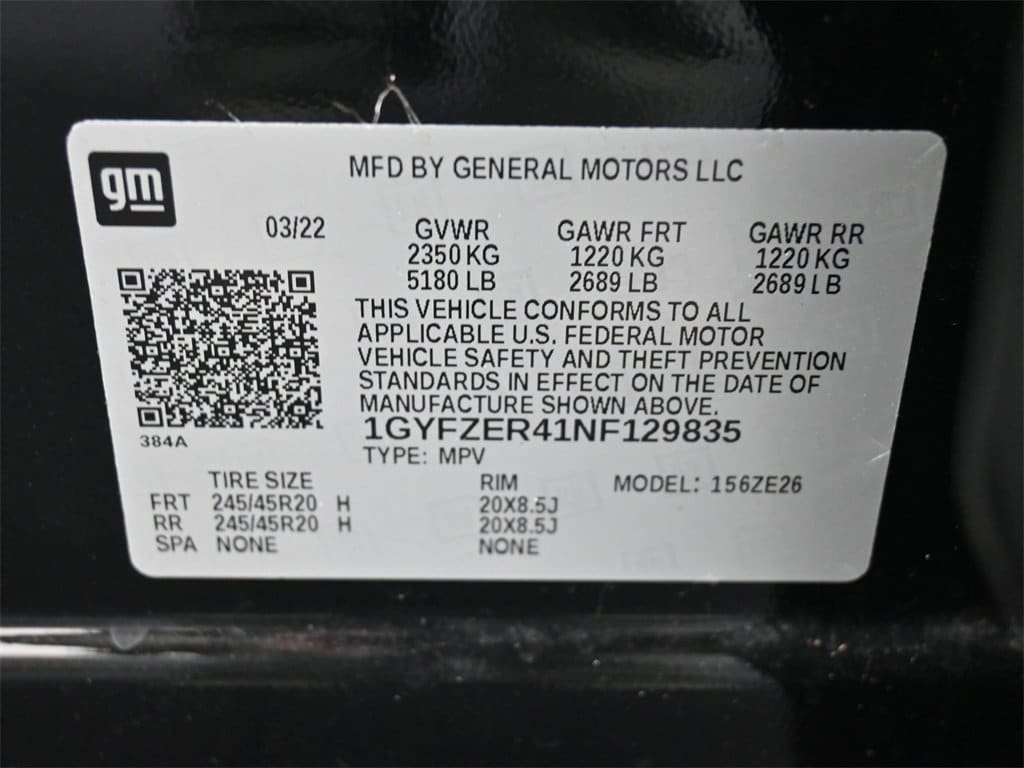 gm
MFD BY GENERAL MOTORS LLC
03/22 GVWR GAWR FRT GAWR RR
2350 KG 1220 KG 1220 KG
5180 LB 2689 LB 2689 LB
THIS VEHICLE CONFORMS TO ALL
APPLICABLE U.S. FEDERAL MOTOR
VEHICLE SAFETY AND THEFT PREVENTION
STANDARDS IN EFFECT ON THE DATE OF
MANUFACTURE SHOWN ABOVE.
1GYFZER41NF129835
384A
TYPE: MPV
TIRE SIZE RIM MODEL: 156ZE26
FRT 245/45R20 H 20X8.5J
RR 245/45R20 H 20X8.5J
SPA NONE NONE